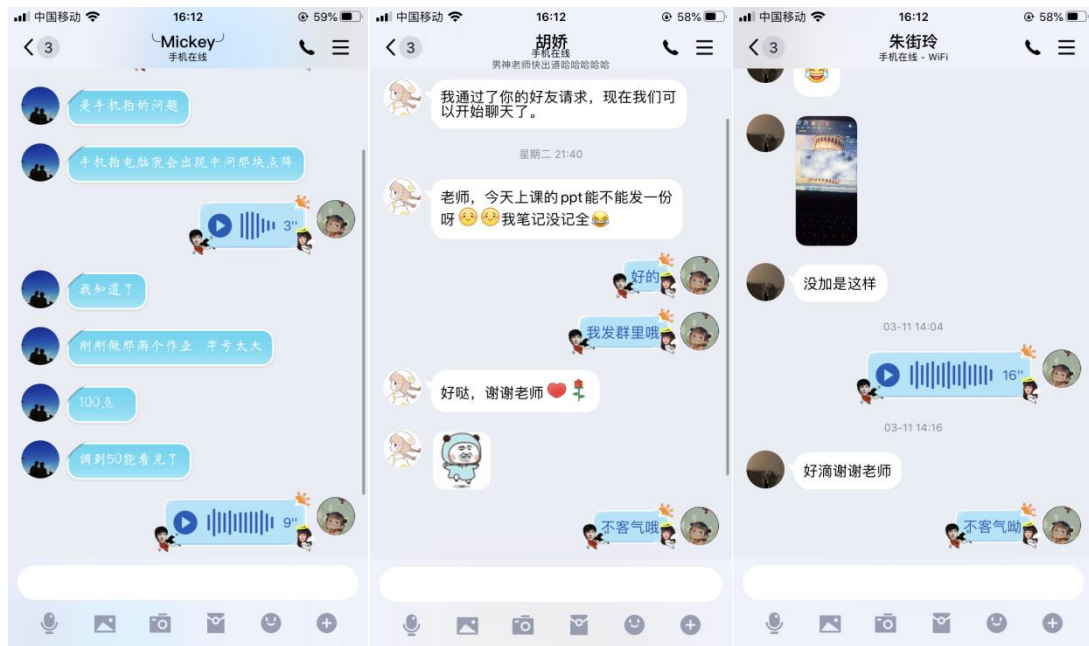 中国移动
16:12
59%
3
Mickey
手机在线
是手机拍的问题
手机拍电脑就会出现中间那块点阵
3"
我知道了
刚刚做那两个作业 字号太大
100点
调到50能看见了
9"
中国移动
16:12
58%
3
胡娇
手机在线
男神老师快出道哈哈哈哈哈
我通过了你的好友请求，现在我们可
以开始聊天了。
星期二 21:40
老师，今天上课的ppt能不能发一份
呀😌😌我笔记没记全😂
好的
我发群里哦
好哒，谢谢老师❤️🌹
不客气哦
中国移动
16:12
58%
3
朱街玲
手机在线 - WiFi
没加是这样
03-11 14:04
16"
03-11 14:16
好滴谢谢老师
不客气呦